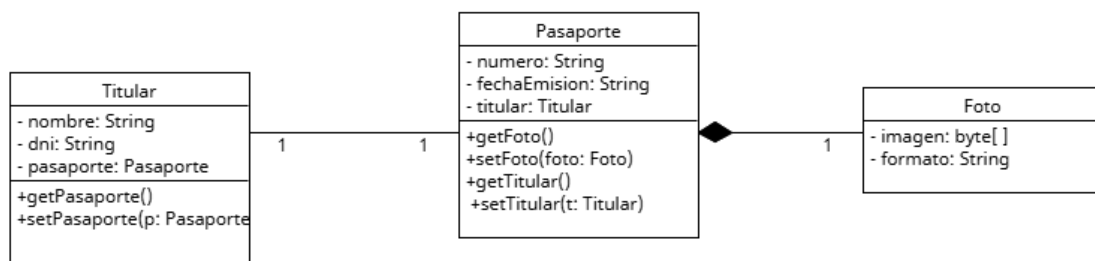 Titular
- nombre: String
- dni: String
- pasaporte: Pasaporte
+getPasaporte()
+setPasaporte(p: Pasaporte
1
1
Pasaporte
- numero: String
- fechaEmision: String
- titular: Titular
+getFoto()
+setFoto(foto: Foto)
+getTitular()
+setTitular(t: Titular)
1
Foto
- imagen: byte[ ]
- formato: String